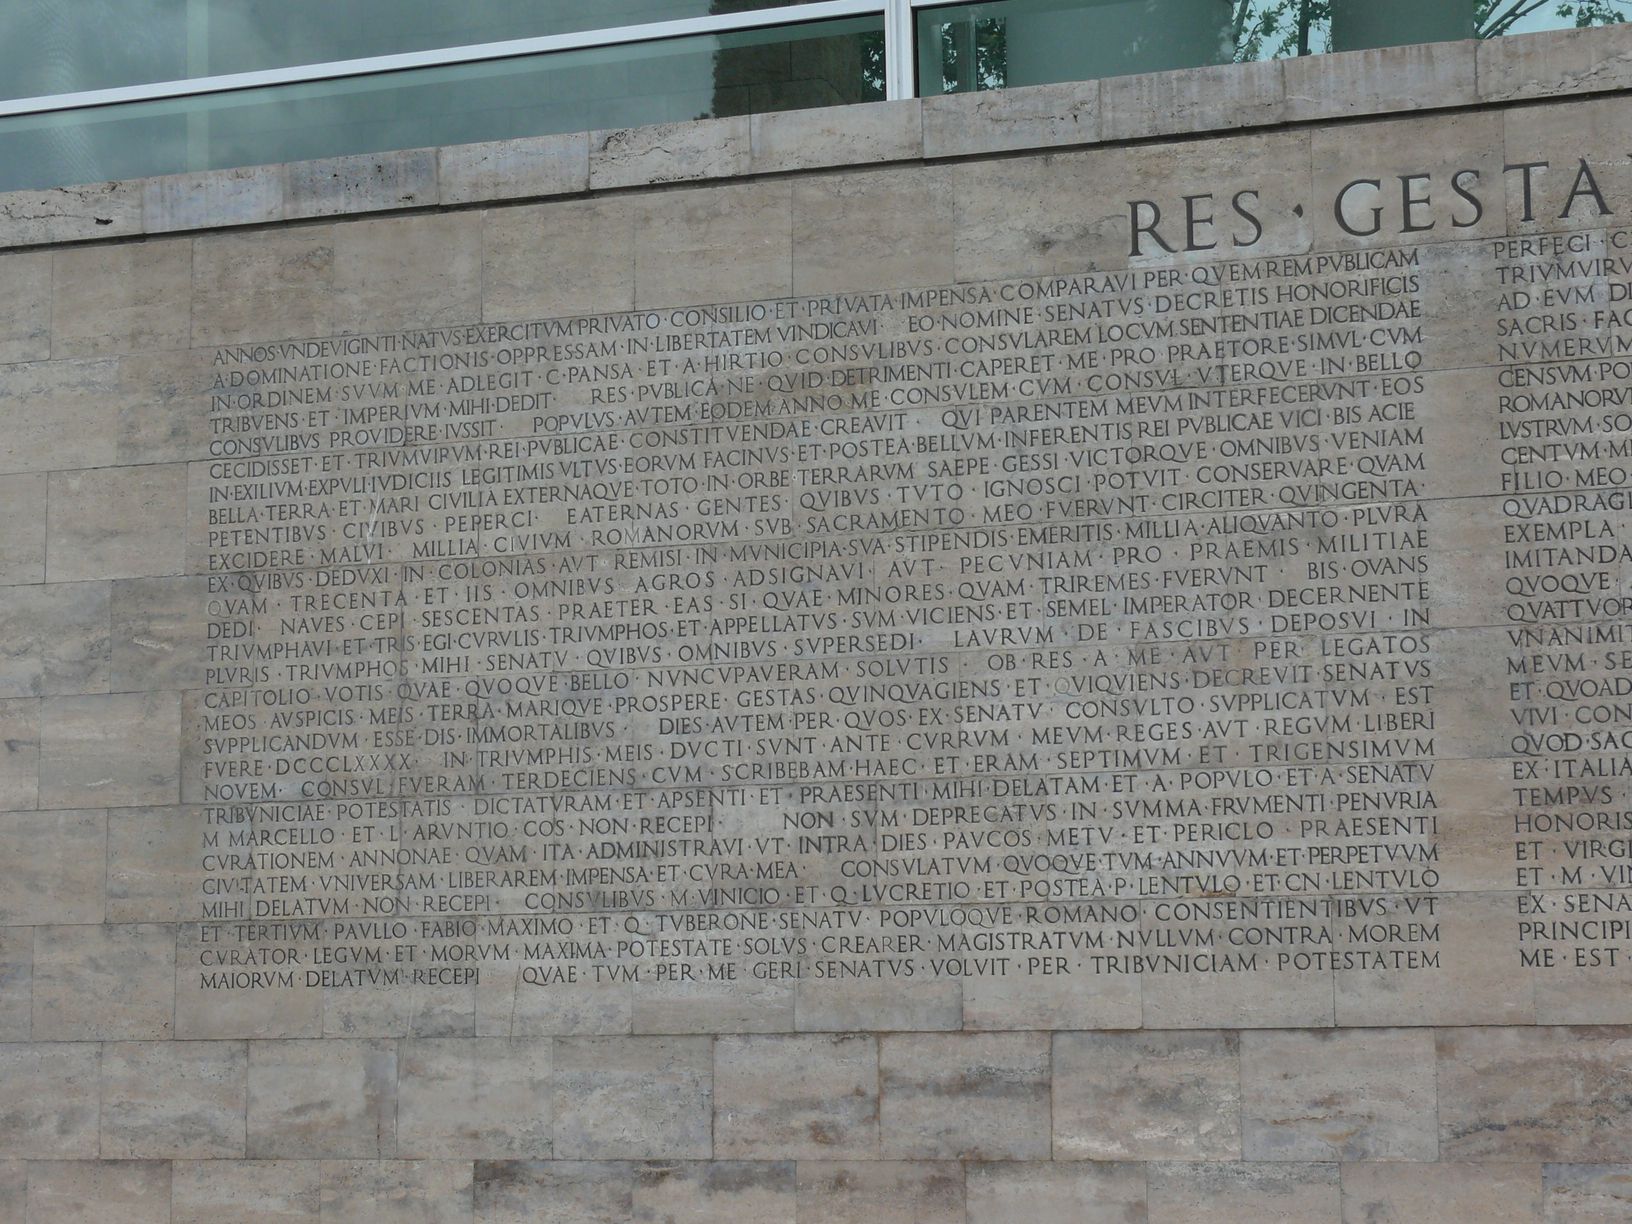 RES · GESTA
ANNOS·VNDEVIGINTI·NATVS·EXERCITVM PRIVATO · CONSILIO · ET · PRIVATA IMPENSA · COMPARAVI PER · QVEM REM PVBLICAM
A·DOMINATIONE · FACTIONIS · OPPRESSAM · IN · LIBERTATEM VINDICAVI · EO · NOMINE · SENATVS · DECRETIS HONORIFICIS
IN · ORDINEM · SVVM · ME · ADLEGIT · C · PANSA · ET · A · HIRTIO · CONSVLIBVS · CONSVLAREM LOCVM SENTENTIAE DICENDAE
TRIBVENS · ET · IMPERIVM · MIHI · DEDIT · RES · PVBLICA · NE · QVID DETRIMENTI · CAPERET · ME · PRO PRAETORE · SIMVL · CVM
CONSVLIBVS PROVIDERE · IVSSIT · POPVLVS · AVTEM · EODEM · ANNO · ME · CONSVLEM · CVM · CONSVL · VTERQVE · IN · BELLO
CECIDISSET · ET · TRIVMVIRVM · REI · PVBLICAE · CONSTITVENDAE · CREAVIT · QVI PARENTEM MEVM INTERFECERVNT EOS
IN · EXILIVM · EXPVLI · IVDICIIS LEGITIMIS VLTVS · EORVM FACINVS · ET · POSTEA · BELLVM · INFERENTIS REI PVBLICAE VICI · BIS ACIE
BELLA · TERRA · ET · MARI CIVILIA EXTERNAQVE · TOTO · IN · ORBE · TERRARVM SAEPE · GESSI · VICTORQVE · OMNIBVS · VENIAM
PETENTIBVS · CIVIBVS · PEPERCI · EATERNAS · GENTES · QVIBVS · TVTO · IGNOSCI · POTVIT · CONSERVARE · QVAM
EXCIDERE · MALVI · MILLIA · CIVIVM · ROMANORVM · SVB · SACRAMENTO · MEO · FVERVNT · CIRCITER · QVINGENTA ·
EX · QVIBVS · DEDVXI · IN · COLONIAS · AVT · REMISI · IN · MVNICIPIA · SVA · STIPENDIS · EMERITIS · MILLIA · ALIQVANTO · PLVRA
QVAM · TRECENTA · ET · IIS · OMNIBVS · AGROS · ADSIGNAVI · AVT · PECVNIAM · PRO · PRAEMIS · MILITIAE
DEDI · NAVES · CEPI · SESCENTAS · PRAETER · EAS · SI · QVAE · MINORES · QVAM · TRIREMES · FVERVNT · BIS · OVANS
TRIVMPHAVI · ET · TRIS · EGI · CVRVLIS · TRIVMPHOS · ET · APPELLATVS · SVM · VICIENS · ET · SEMEL · IMPERATOR · DECERNENTE
PLVRIS · TRIVMPHOS · MIHI · SENATV · QVIBVS · OMNIBVS · SVPERSEDI · LAVRVM · DE · FASCIBVS · DEPOSVI · IN
CAPITOLIO · VOTIS · QVAE · QVOQVE BELLO · NVNCVPAVERAM · SOLVTIS · OB · RES · A · ME · AVT · PER · LEGATOS
MEOS · AVSPICIS · MEIS · TERRA · MARIQVE · PROSPERE · GESTAS · QVINQVAGIENS · ET · QVIQVIENS · DECREVIT · SENATVS
SVPPLICANDVM · ESSE · DIS · IMMORTALIBVS · DIES · AVTEM · PER · QVOS · EX · SENATV · CONSVLTO · SVPPLICATVM · EST
FVERE · DCCCLXXXX · IN · TRIVMPHIS · MEIS · DVCTI · SVNT · ANTE · CVRRVM · MEVM · REGES · AVT · REGVM · LIBERI
NOVEM · CONSVL · FVERAM · TERDECIENS · CVM · SCRIBEBAM · HAEC · ET · ERAM · SEPTIMVM · ET · TRIGENSIMVM
TRIBVNICIAE · POTESTATIS DICTATVRAM · ET · APSENTI · ET · PRAESENTI · MIHI · DELATAM · ET · A · POPVLO · ET · A · SENATV
M MARCELLO · ET · L · ARVNTIO · COS · NON · RECEPI · NON · SVM · DEPRECATVS · IN · SVMMA · FRVMENTI · PENVRIA
CVRATIONEM · ANNONAE · QVAM · ITA · ADMINISTRAVI · VT · INTRA · DIES · PAVCOS · METV · ET · PERICLO · PRAESENTI
GIVITATEM · VNIVERSAM · LIBERAREM · IMPENSA · ET · CVRA · MEA · CONSVLATVM · QVOQVE · TVM · ANNVVM · ET · PERPETVVM
MIHI · DELATVM · NON · RECEPI · CONSVLIBVS · M · VINICIO · ET · Q · LVCRETIO · ET · POSTEA · P · LENTVLO · ET · CN · LENTVLO
ET · TERTIVM · PAVLLO · FABIO · MAXIMO · ET · Q · TVBERONE · SENATV · POPVLOQVE · ROMANO · CONSENTIENTIBVS · VT
CVRATOR · LEGVM · ET · MORVM · MAXIMA · POTESTATE · SOLVS · CREARER · MAGISTRATVM · NVLLVM · CONTRA · MOREM
MAIORVM · DELATVM · RECEPI QVAE · TVM · PER · ME · GERI · SENATVS · VOLVIT · PER · TRIBVNICIAM · POTESTATEM
PERFECI · C
TRIVMVIRV
AD · EVM · DI
SACRIS · FAC
NVMERVM
CENSVM · PO
ROMANORV
LVSTRVM · SO
CENTVM · M
FILIO · MEO ·
QVADRAGI
EXEMPLA
IMITANDA
QVOQVE ·
QVATTVOR
VNANIMIT
MEVM · SE
ET · QVOAD
VIVI · CON
QVOD · SAC
EX · ITALIA
TEMPVS
HONORIS
ET · VIRGI
ET · M · VIN
EX · SENA
PRINCIPI
ME · EST ·